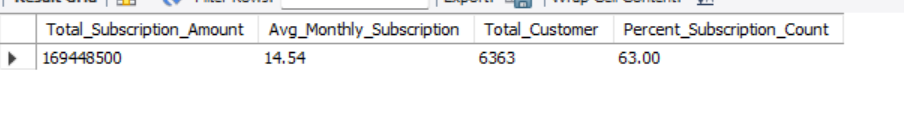 Result Grid Filter Rows: Export: Wrap Cell Content:
Total_Subscription_Amount Avg_Monthly_Subscription Total_Customer Percent_Subscription_Count
169448500 14.54 6363 63.00